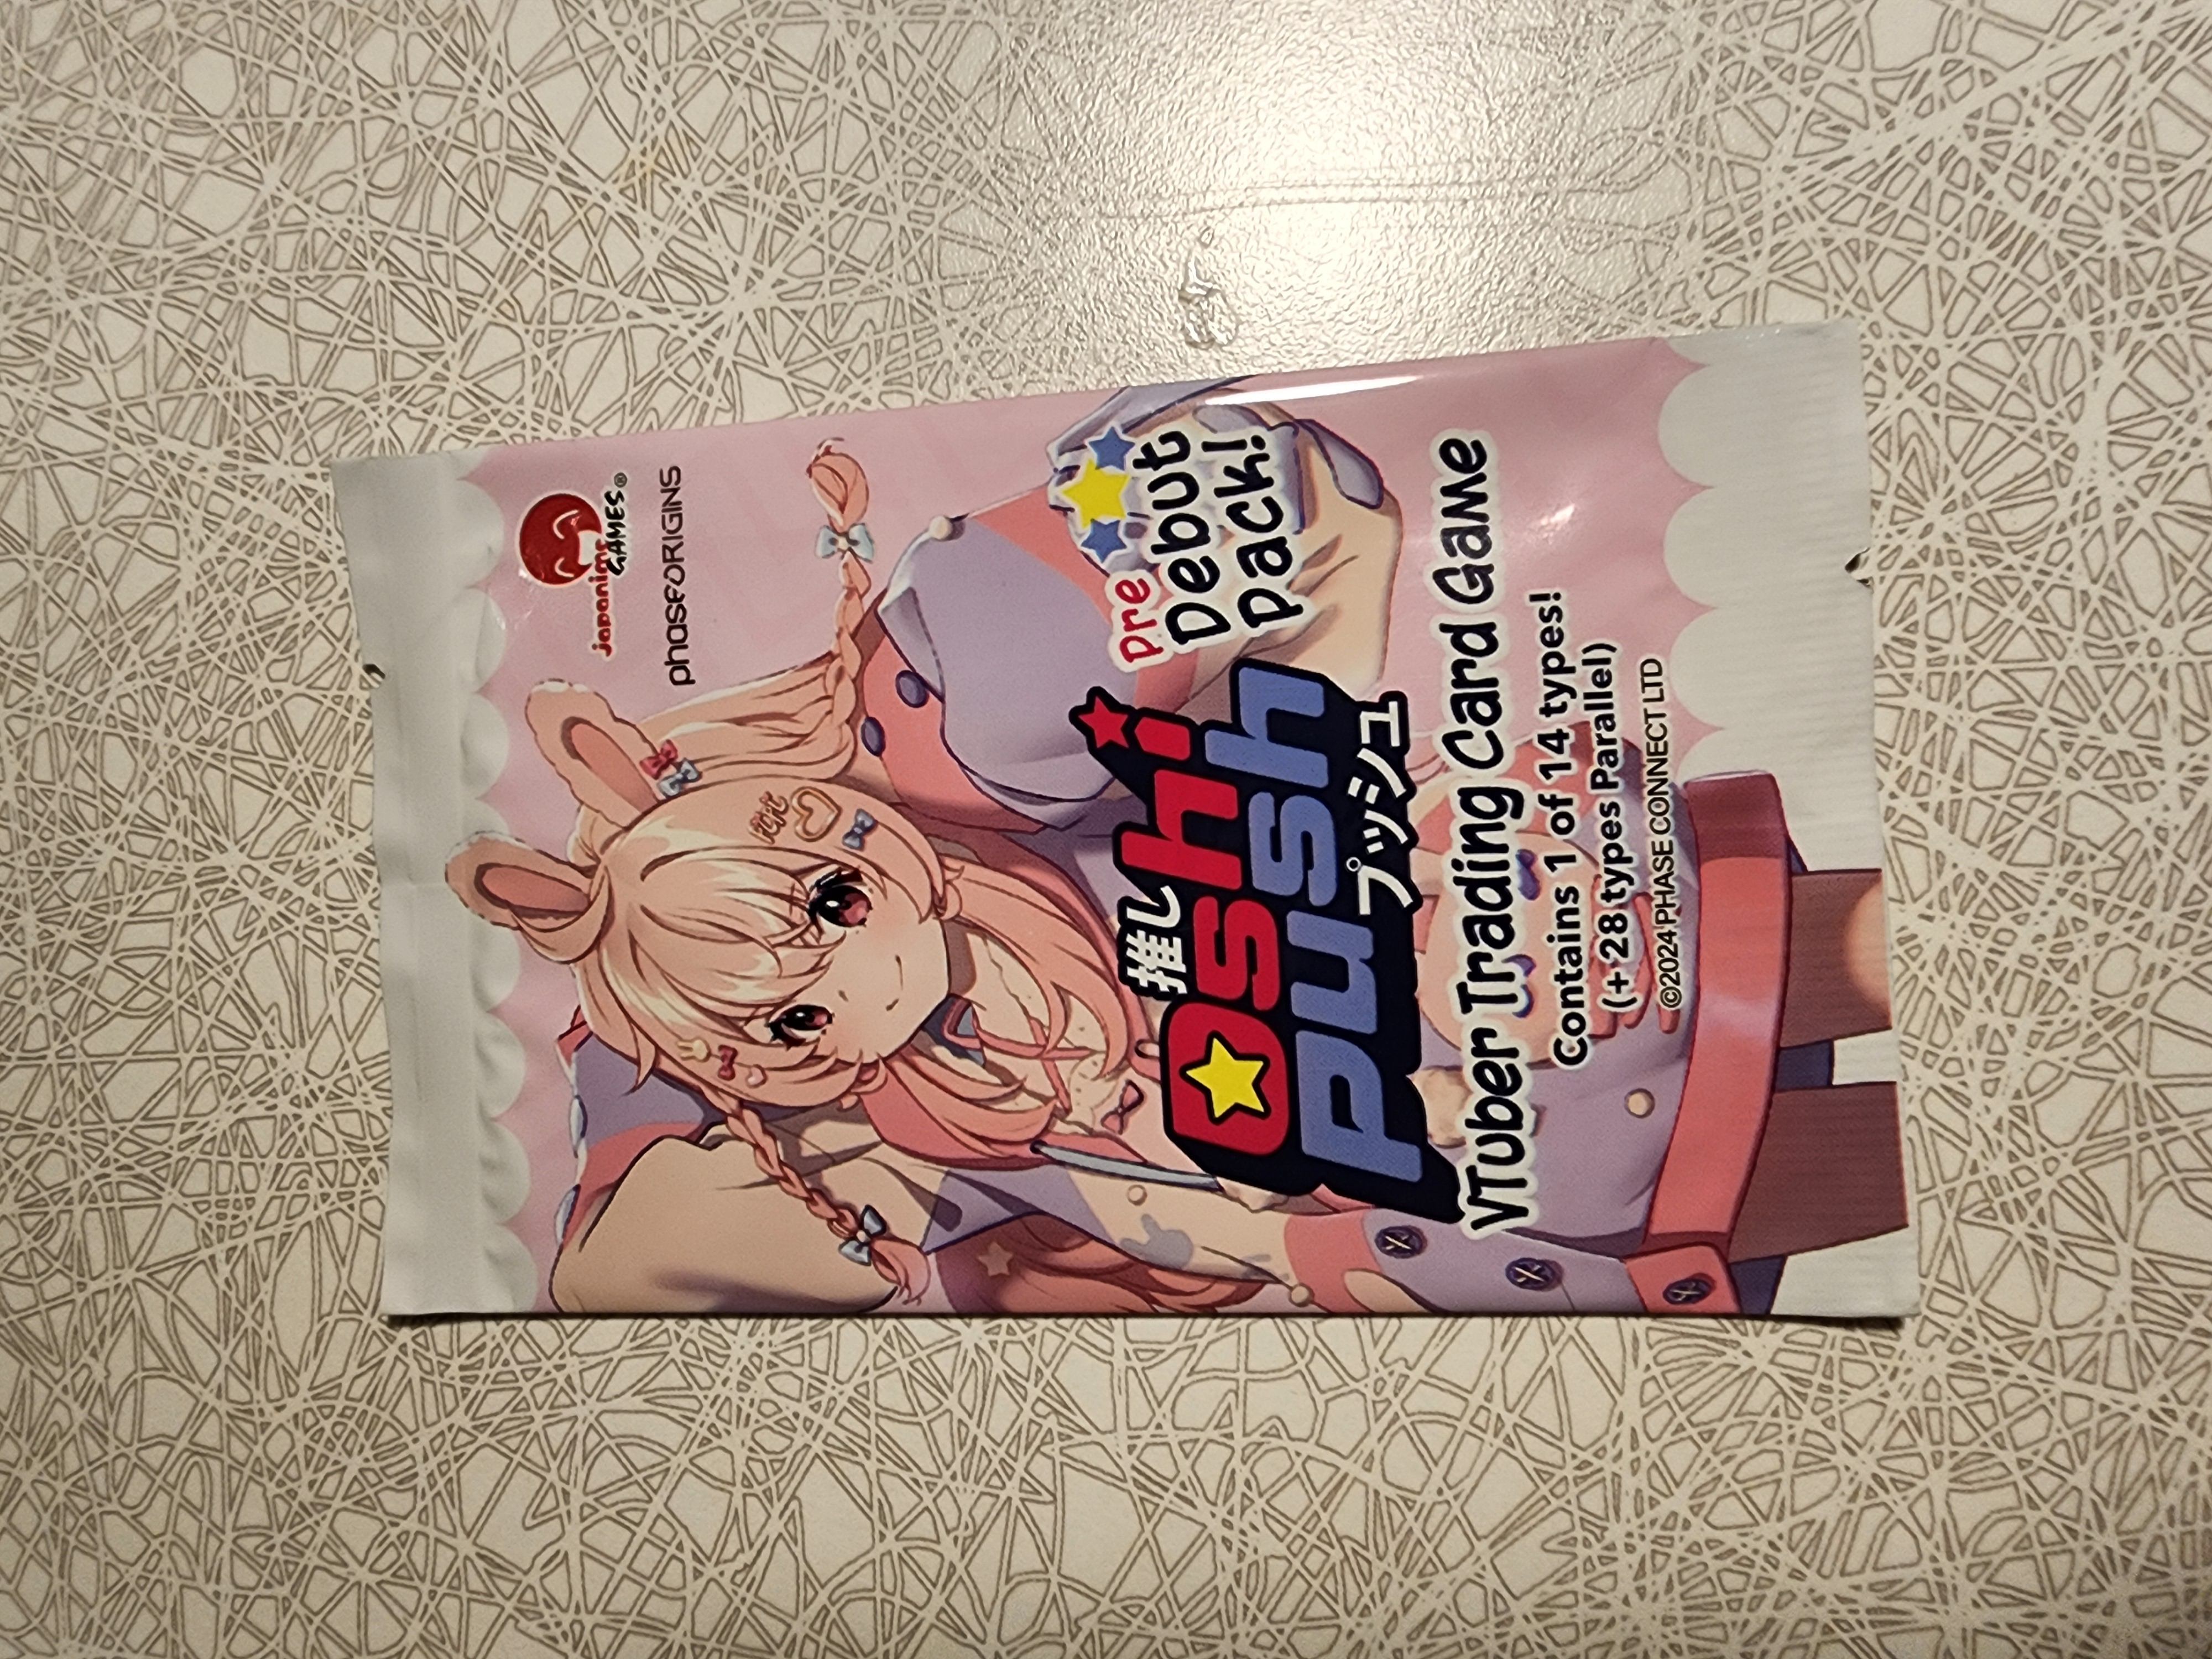 japanime
GAMES®
phaseORIGINS
pre
Debut
pack!
推し
Oshi
push
プッシュ
VTuber Trading Card Game
Contains 1 of 14 types!
(+ 28 types Parallel)
©2024 PHASE CONNECT LTD